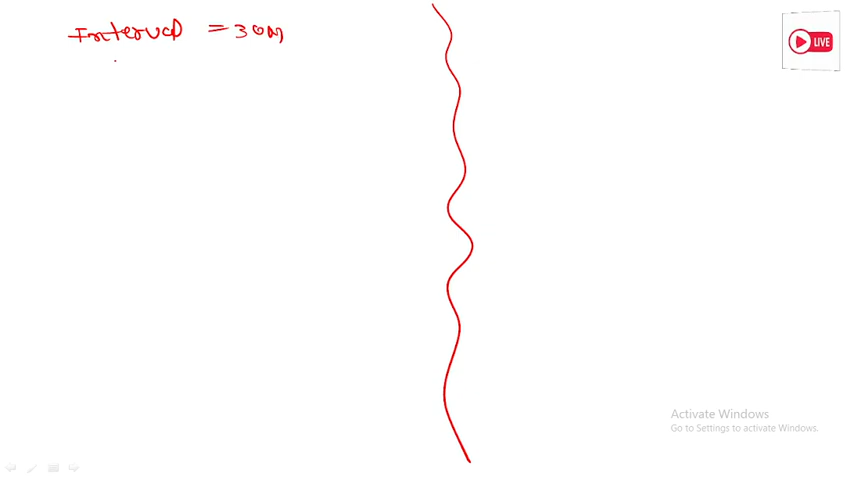 Interval = 30M
LIVE
Activate Windows
Go to Settings to activate Windows.